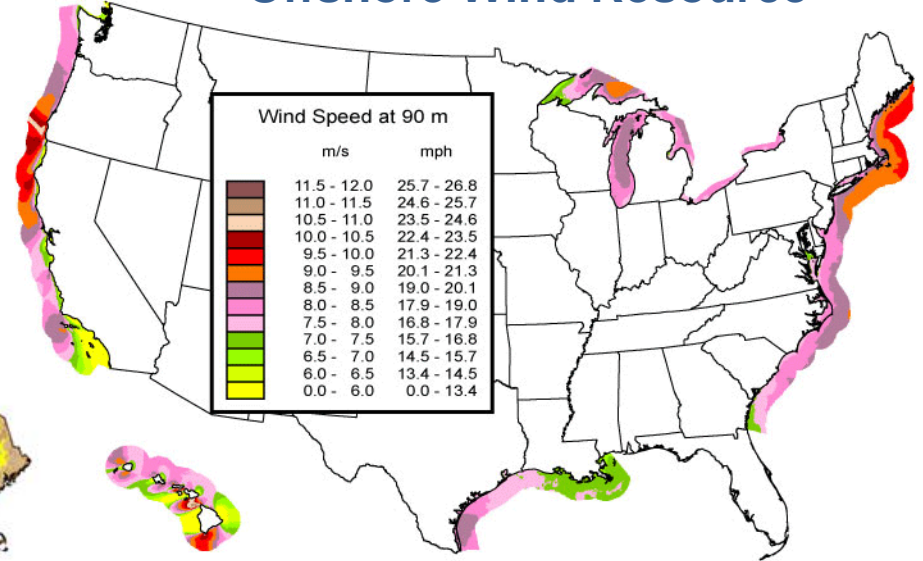 Offshore Wind Resource
Wind Speed at 90 m
m/s mph
11.5 - 12.0 25.7 - 26.8
11.0 - 11.5 24.6 - 25.7
10.5 - 11.0 23.5 - 24.6
10.0 - 10.5 22.4 - 23.5
9.5 - 10.0 21.3 - 22.4
9.0 - 9.5 20.1 - 21.3
8.5 - 9.0 19.0 - 20.1
8.0 - 8.5 17.9 - 19.0
7.5 - 8.0 16.8 - 17.9
7.0 - 7.5 15.7 - 16.8
6.5 - 7.0 14.5 - 15.7
6.0 - 6.5 13.4 - 14.5
0.0 - 6.0 0.0 - 13.4